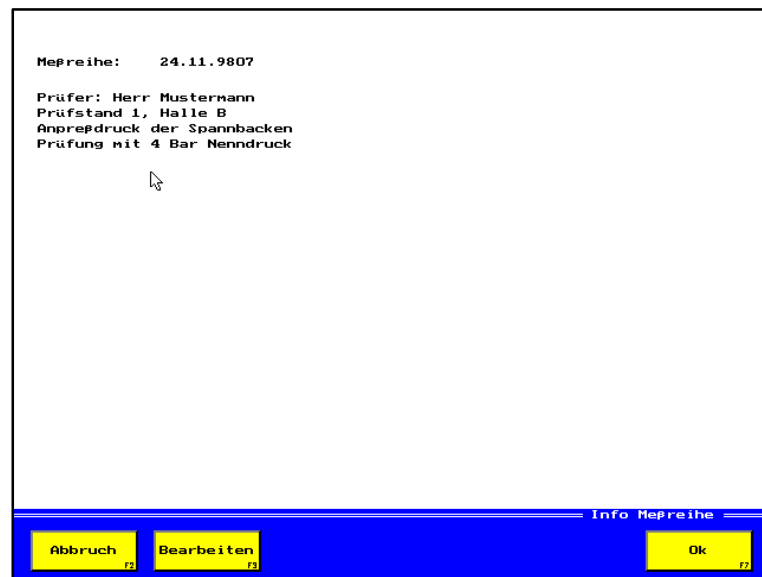 Meßreihe: 24.11.9807
Prüfer: Herr Mustermann
Prüfstand 1, Halle B
Anpreßdruck der Spannbacken
Prüfung mit 4 Bar Nenndruck
Info Meßreihe
Abbruch F2
Bearbeiten F3
Ok F7